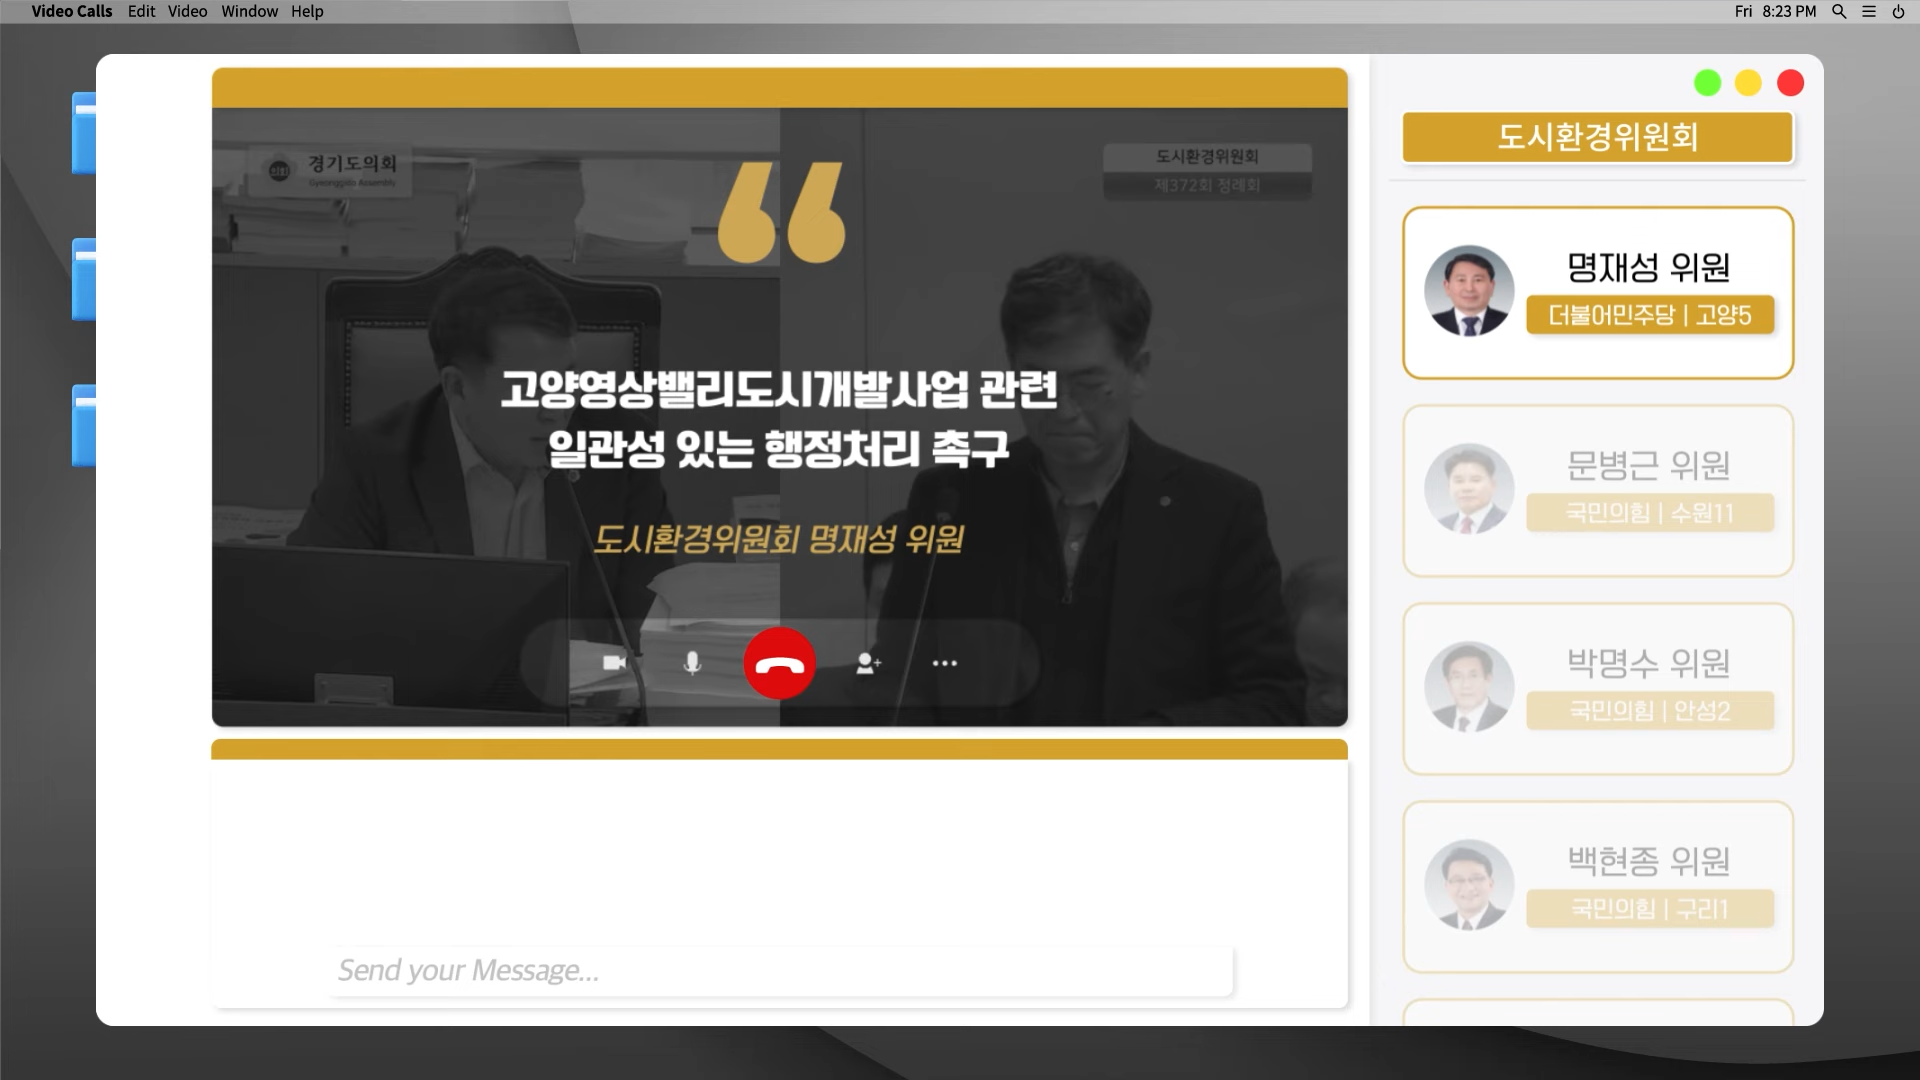 Video Calls Edit Video Window Help
Fri 8:23 PM
경기도의회
Gyeonggido Assembly
도시환경위원회
제372회 정례회
고양영상밸리도시개발사업 관련
일관성 있는 행정처리 촉구
도시환경위원회 명재성 위원
Send your Message...
도시환경위원회
명재성 위원
더불어민주당 | 고양5
문병근 위원
국민의힘 | 수원11
박명수 위원
국민의힘 | 안성2
백현종 위원
국민의힘 | 구리1